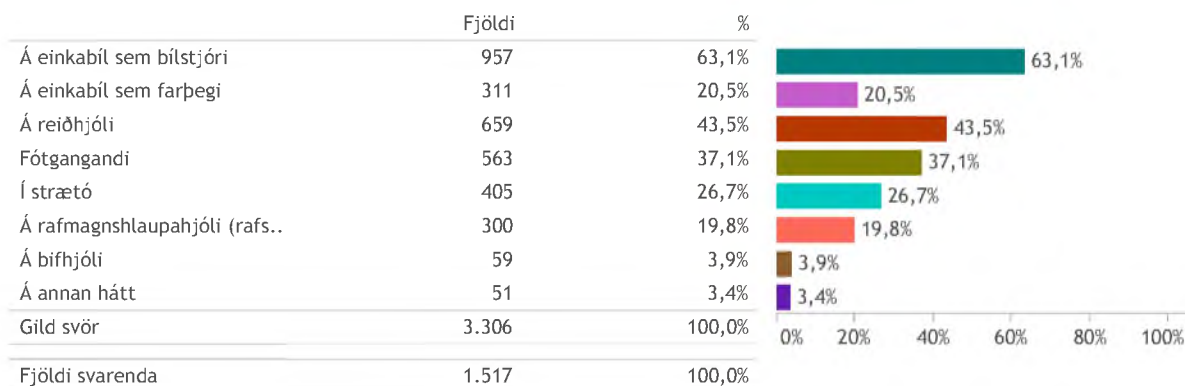 Fjöldi %
Á einkabíl sem bílstjóri 957 63,1% 63,1%
Á einkabíl sem farþegi 311 20,5% 20,5%
Á reiðhjóli 659 43,5% 43,5%
Fótgangandi 563 37,1% 37,1%
Í strætó 405 26,7% 26,7%
Á rafmagnshlaupahjóli (rafs.. 300 19,8% 19,8%
Á bifhjóli 59 3,9% 3,9%
Á annan hátt 51 3,4% 3,4%
Gild svör 3.306 100,0%
0% 20% 40% 60% 80% 100%
Fjöldi svarenda 1.517 100,0%